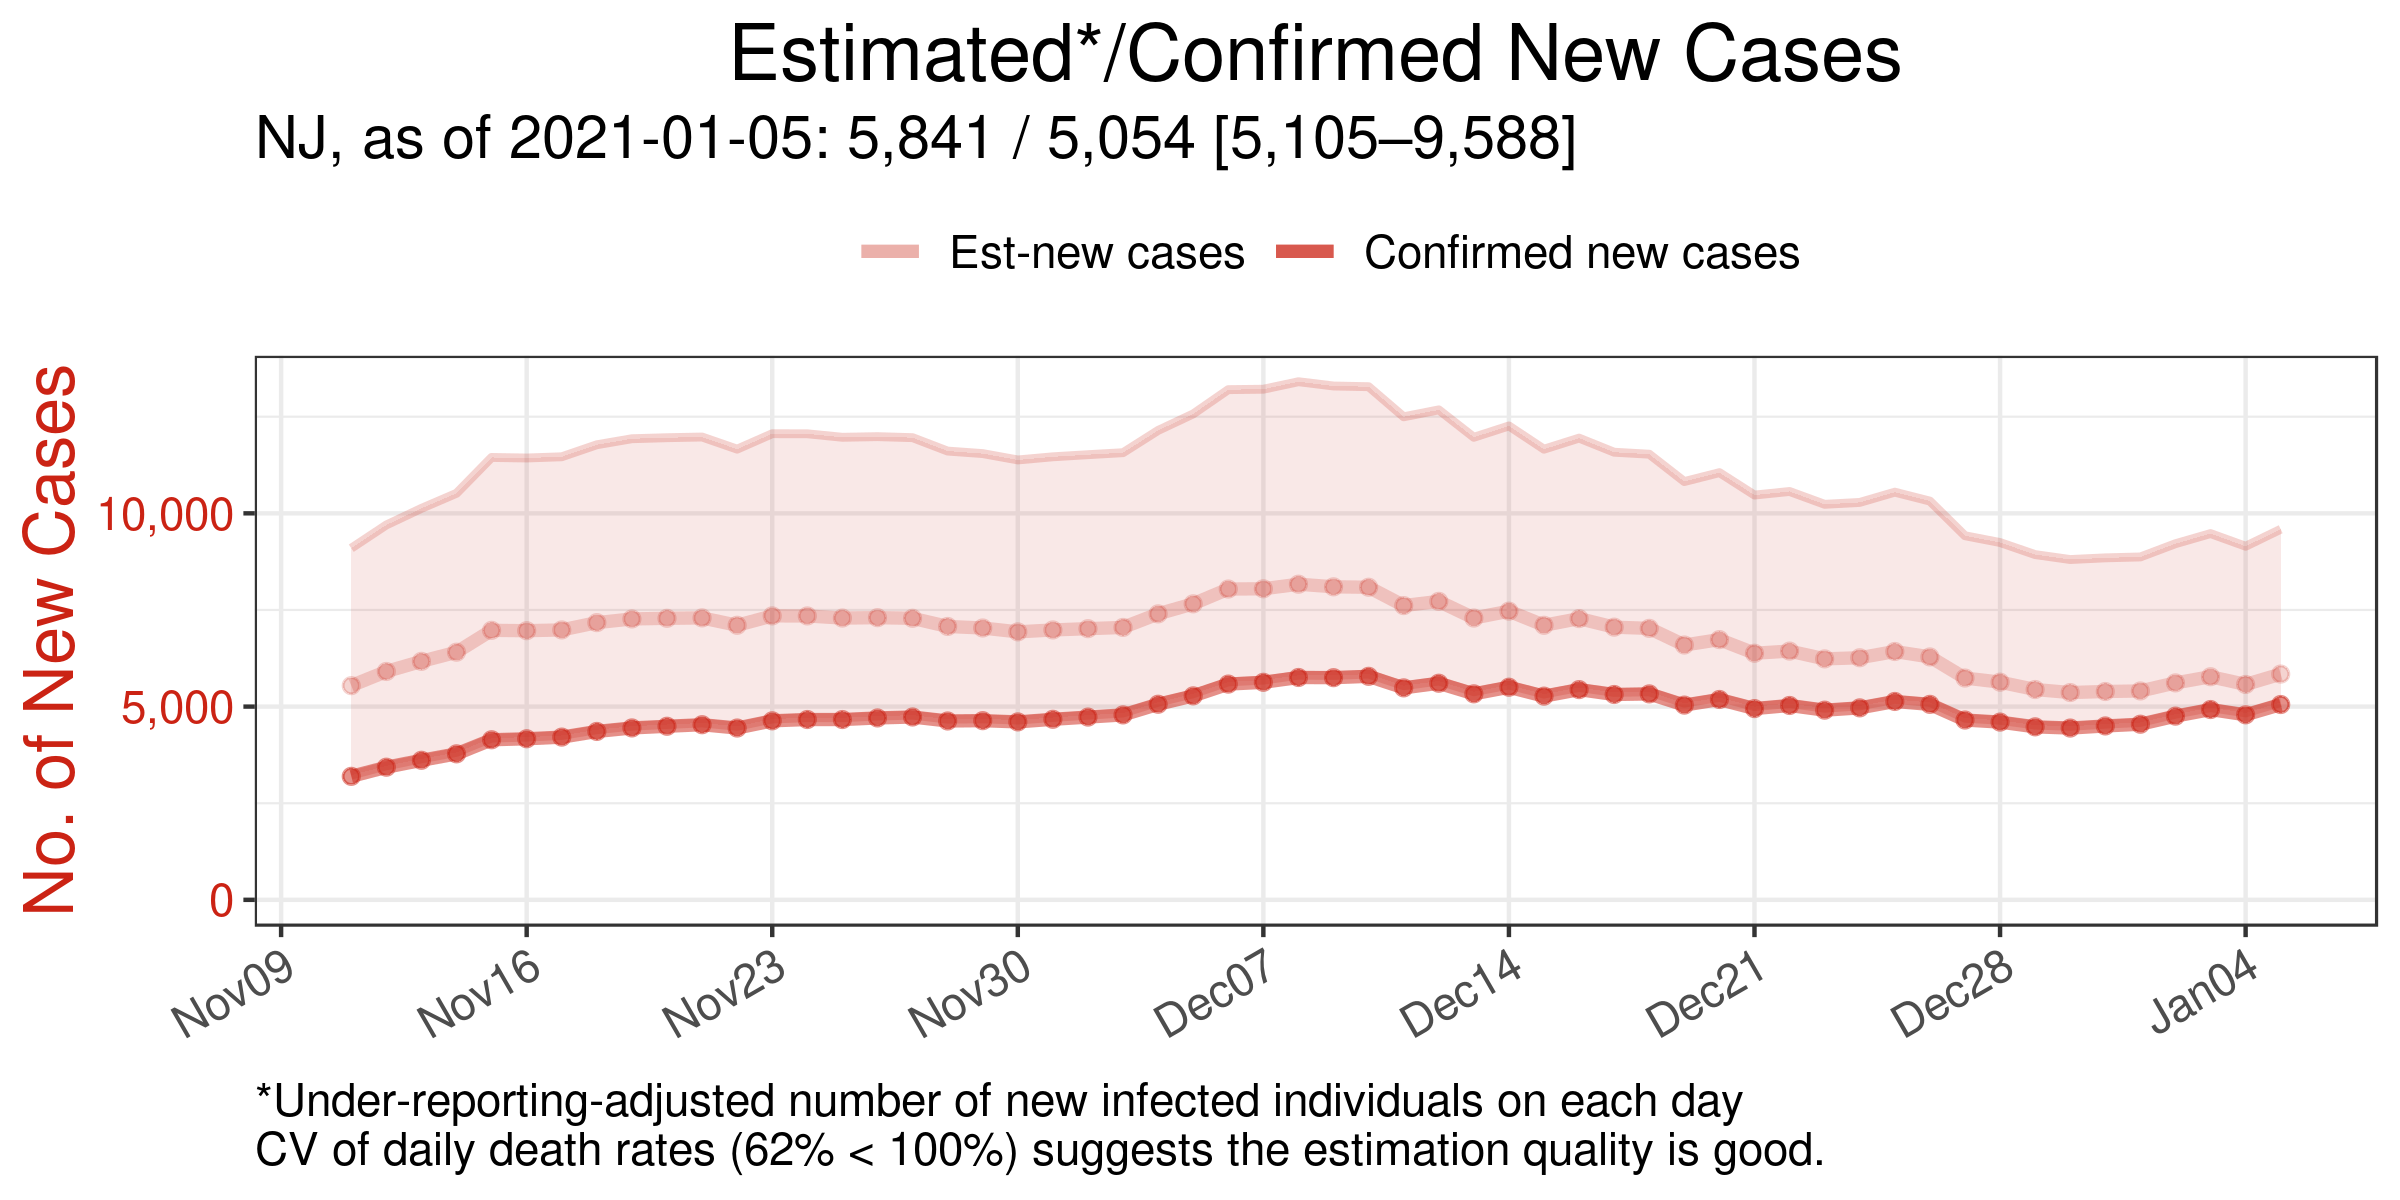 Estimated*/Confirmed New Cases
NJ, as of 2021-01-05: 5,841 / 5,054 [5,105–9,588]
Est-new cases Confirmed new cases
No. of New Cases
10,000
5,000
0
Nov09 Nov16 Nov23 Nov30 Dec07 Dec14 Dec21 Dec28 Jan04
*Under-reporting-adjusted number of new infected individuals on each day
CV of daily death rates (62% < 100%) suggests the estimation quality is good.